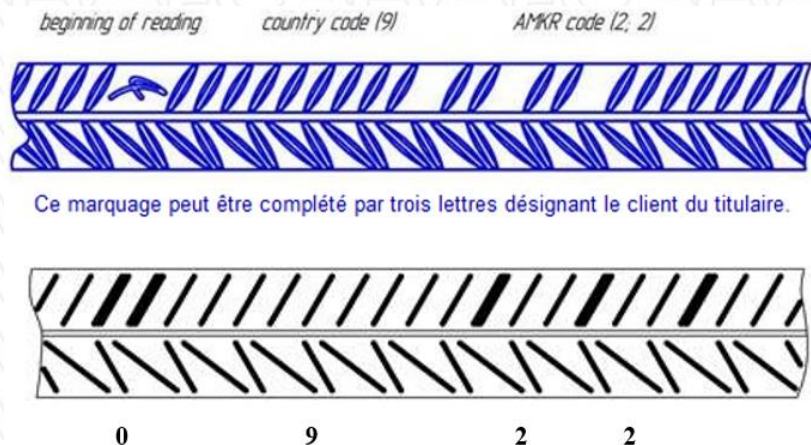 beginning of reading country code (9) AMKR code (2; 2)
Ce marquage peut être complété par trois lettres désignant le client du titulaire.
0 9 2 2